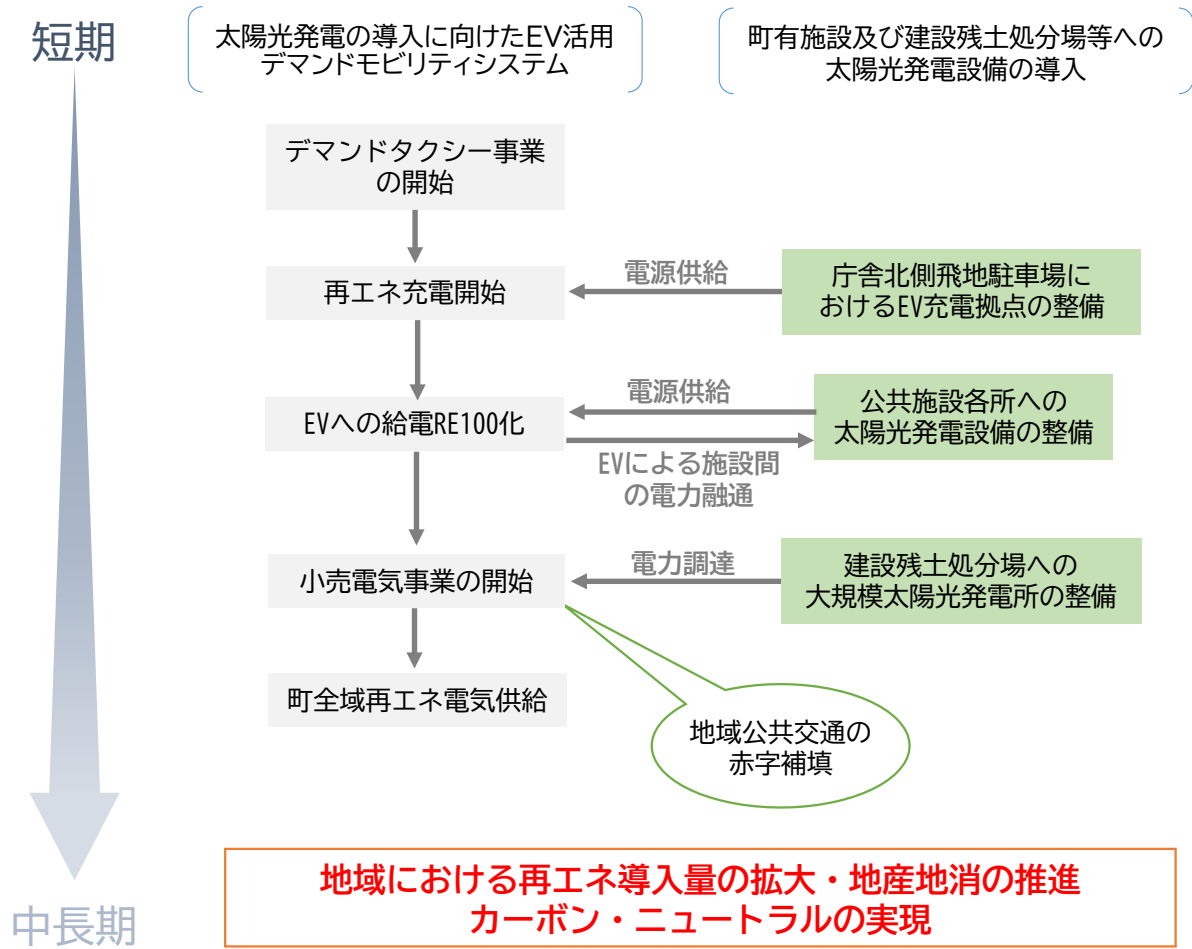 短期
太陽光発電の導入に向けたEV活用
デマンドモビリティシステム
町有施設及び建設残土処分場等への
太陽光発電設備の導入
デマンドタクシー事業
の開始
再エネ充電開始
電源供給
庁舎北側飛地駐車場に
おけるEV充電拠点の整備
EVへの給電RE100化
電源供給
公共施設各所への
太陽光発電設備の整備
EVによる施設間
の電力融通
小売電気事業の開始
電力調達
建設残土処分場への
大規模太陽光発電所の整備
町全域再エネ電気供給
地域公共交通の
赤字補填
地域における再エネ導入量の拡大・地産地消の推進
カーボン・ニュートラルの実現
中長期